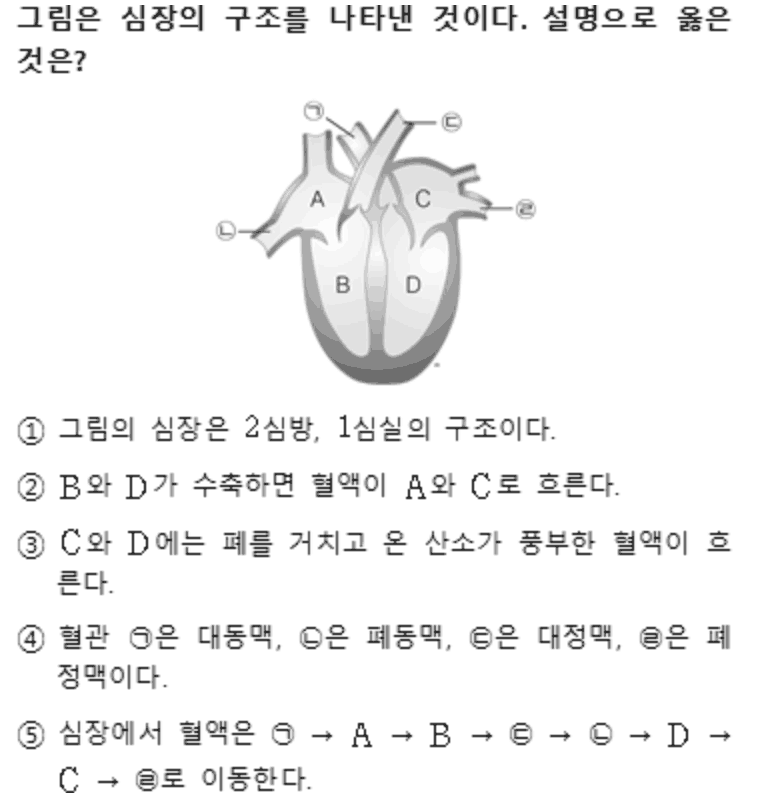 그림은 심장의 구조를 나타낸 것이다. 설명으로 옳은
것은?
㉠
㉢
A
C
㉣
㉡
B
D
① 그림의 심장은 2심방, 1심실의 구조이다.
② B와 D가 수축하면 혈액이 A와 C로 흐른다.
③ C와 D에는 폐를 거치고 온 산소가 풍부한 혈액이 흐
른다.
④ 혈관 ㉠은 대동맥, ㉡은 폐동맥, ㉢은 대정맥, ㉣은 폐
정맥이다.
⑤ 심장에서 혈액은 ㉠ → A → B → ㉢ → ㉡ → D →
C → ㉣로 이동한다.